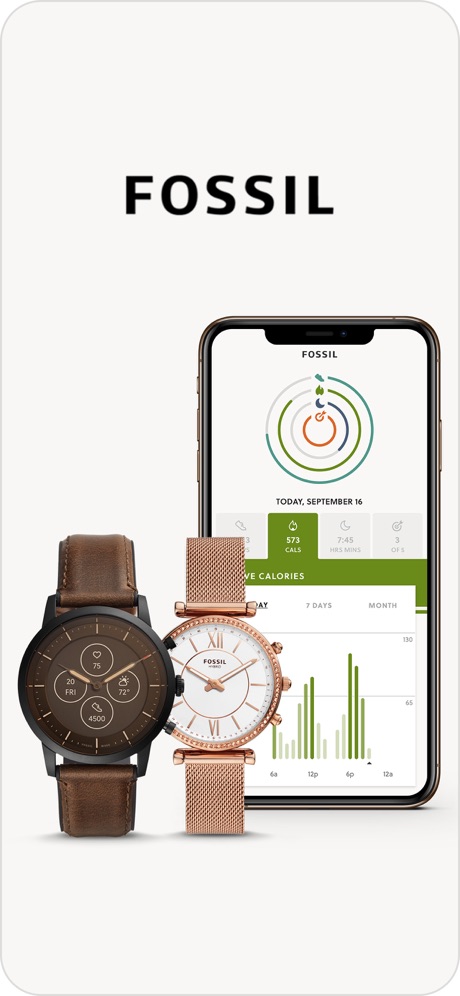 FOSSIL
FOSSIL
TODAY, SEPTEMBER 16
3 573 7:45 3
CALS HRS MINS OF 5
VE CALORIES
AY 7 DAYS MONTH
130
65
6a 12p 6p 12a
75
20 FRI 72°
4500
FOSSIL
HYBRID